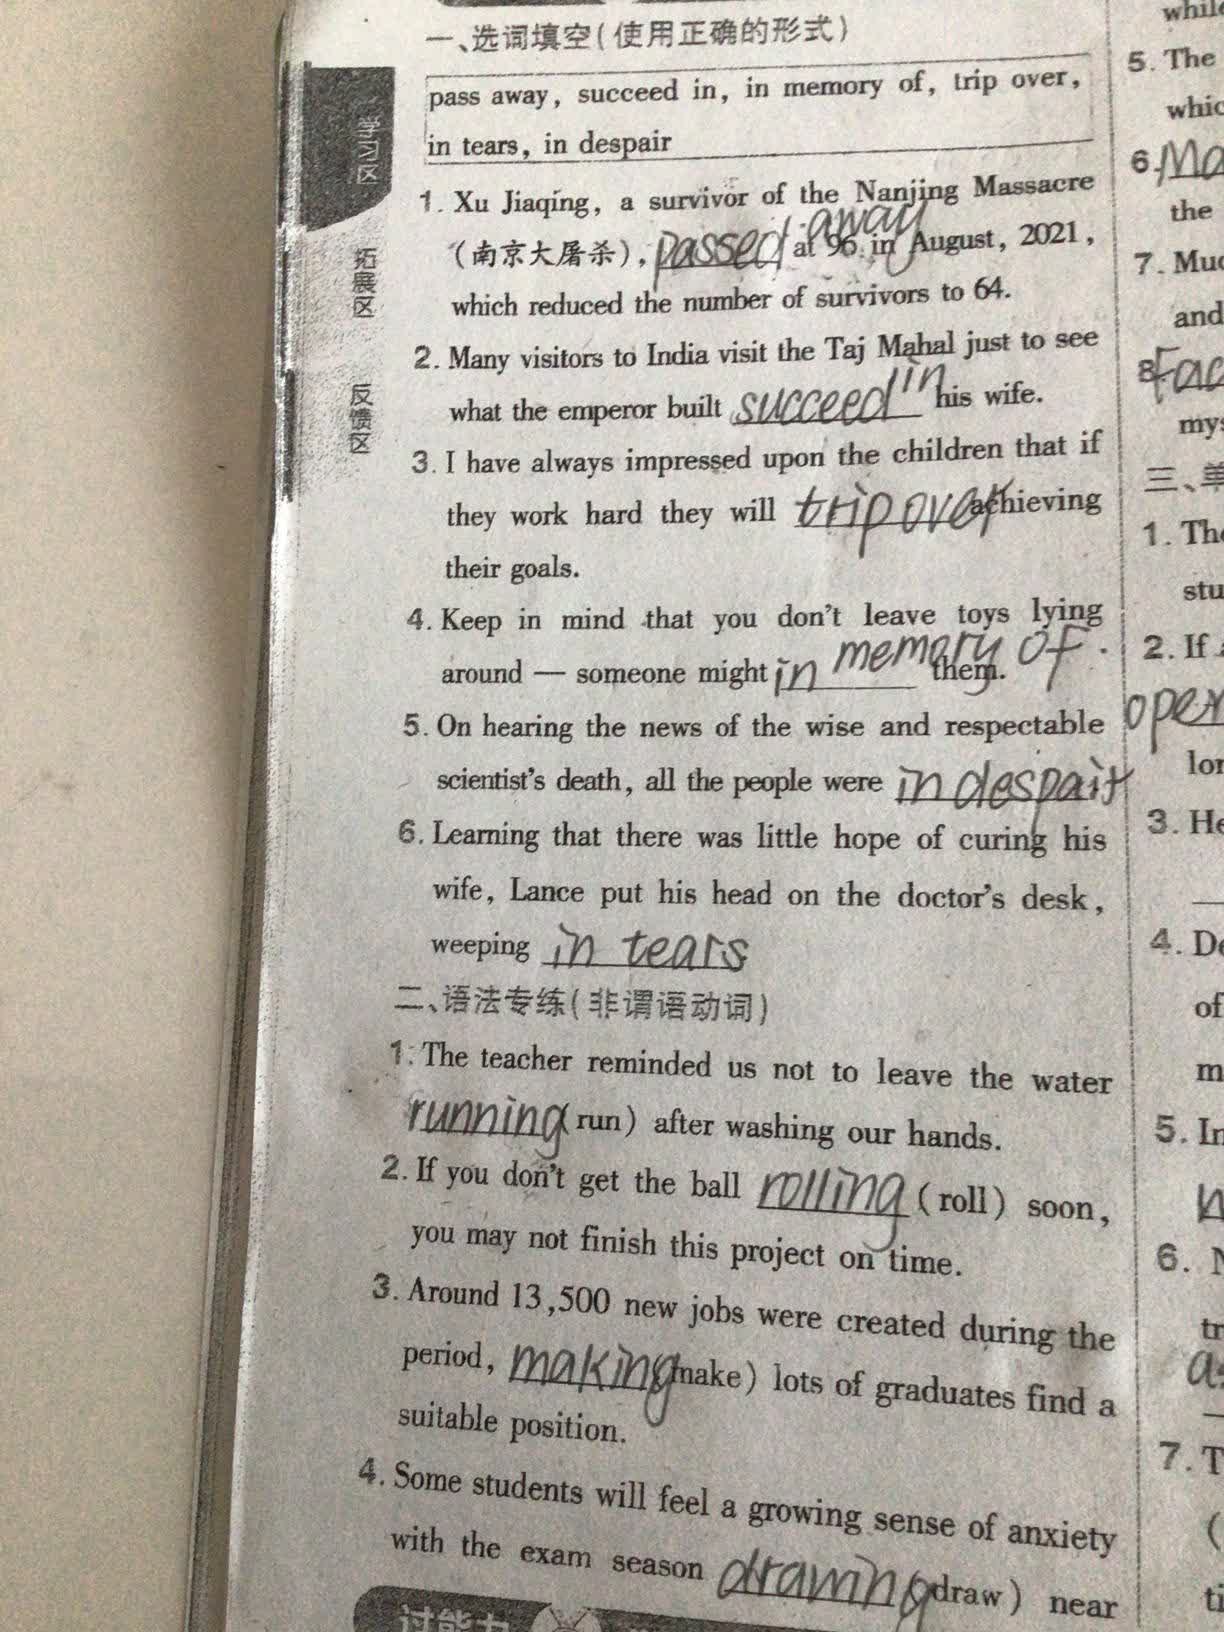 一、选词填空(使用正确的形式)
pass away, succeed in, in memory of, trip over,
in tears, in despair
学习区
拓展区
反馈区
1. Xu Jiaqing, a survivor of the Nanjing Massacre
(南京大屠杀), passed away at 96 in August, 2021,
which reduced the number of survivors to 64.
2. Many visitors to India visit the Taj Mahal just to see
what the emperor built succeed in his wife.
3. I have always impressed upon the children that if
they work hard they will trip over achieving
their goals.
4. Keep in mind that you don't leave toys lying
around — someone might in memory of them.
5. On hearing the news of the wise and respectable
scientist's death, all the people were in despair
6. Learning that there was little hope of curing his
wife, Lance put his head on the doctor's desk,
weeping in tears
二、语法专练(非谓语动词)
1. The teacher reminded us not to leave the water
running (run) after washing our hands.
2. If you don't get the ball rolling (roll) soon,
you may not finish this project on time.
3. Around 13,500 new jobs were created during the
period, making (make) lots of graduates find a
suitable position.
4. Some students will feel a growing sense of anxiety
with the exam season drawing (draw) near
过能力
5. The
6.
the
7.
and
8.
三、
1.
2. If
3. He
4.
of
5. In
6.
7.